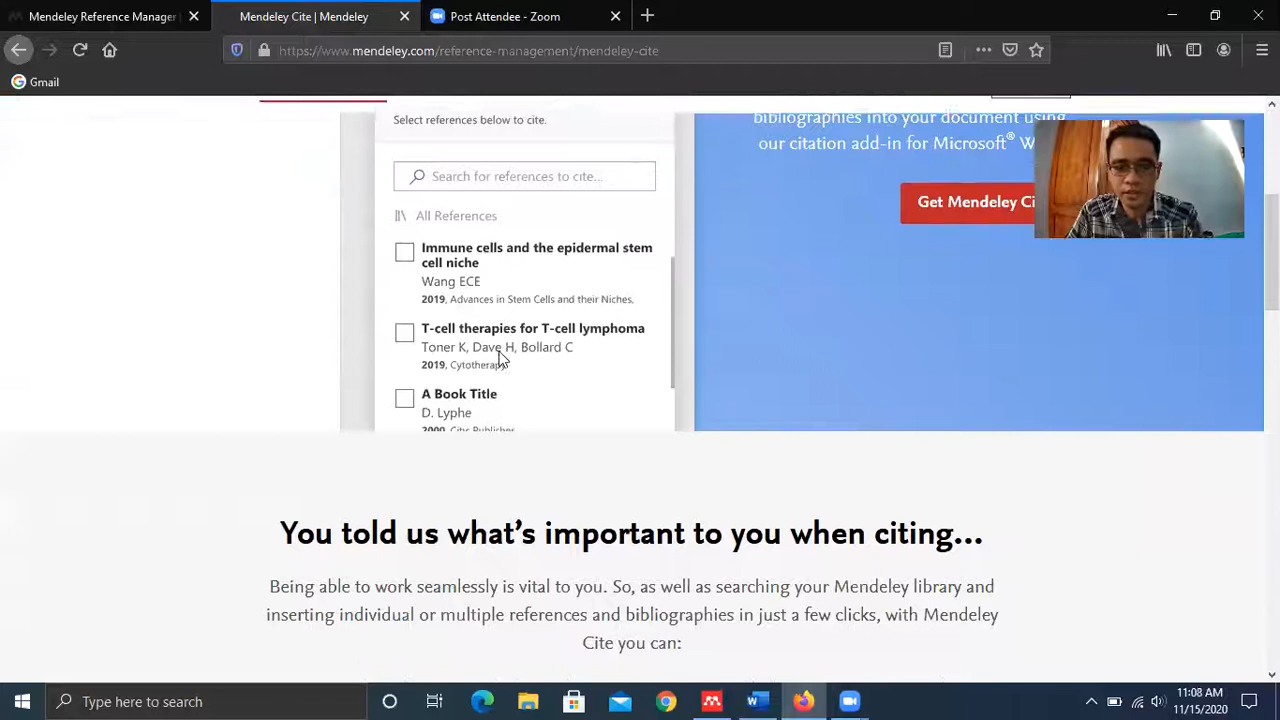 Mendeley Reference Manager
Mendeley Cite | Mendeley
Post Attendee - Zoom
https://www.mendeley.com/reference-management/mendeley-cite
Gmail
Select references below to cite.
Search for references to cite...
All References
Immune cells and the epidermal stem
cell niche
Wang ECE
2019, Advances in Stem Cells and their Niches,
T-cell therapies for T-cell lymphoma
Toner K, Dave H, Bollard C
2019, Cytotherapy
A Book Title
D. Lyphe
2000, City: Publisher
bibliographies into your document using
our citation add-in for Microsoft® W
Get Mendeley Ci
You told us what's important to you when citing...
Being able to work seamlessly is vital to you. So, as well as searching your Mendeley library and
inserting individual or multiple references and bibliographies in just a few clicks, with Mendeley
Cite you can:
Type here to search
11:08 AM
11/15/2020